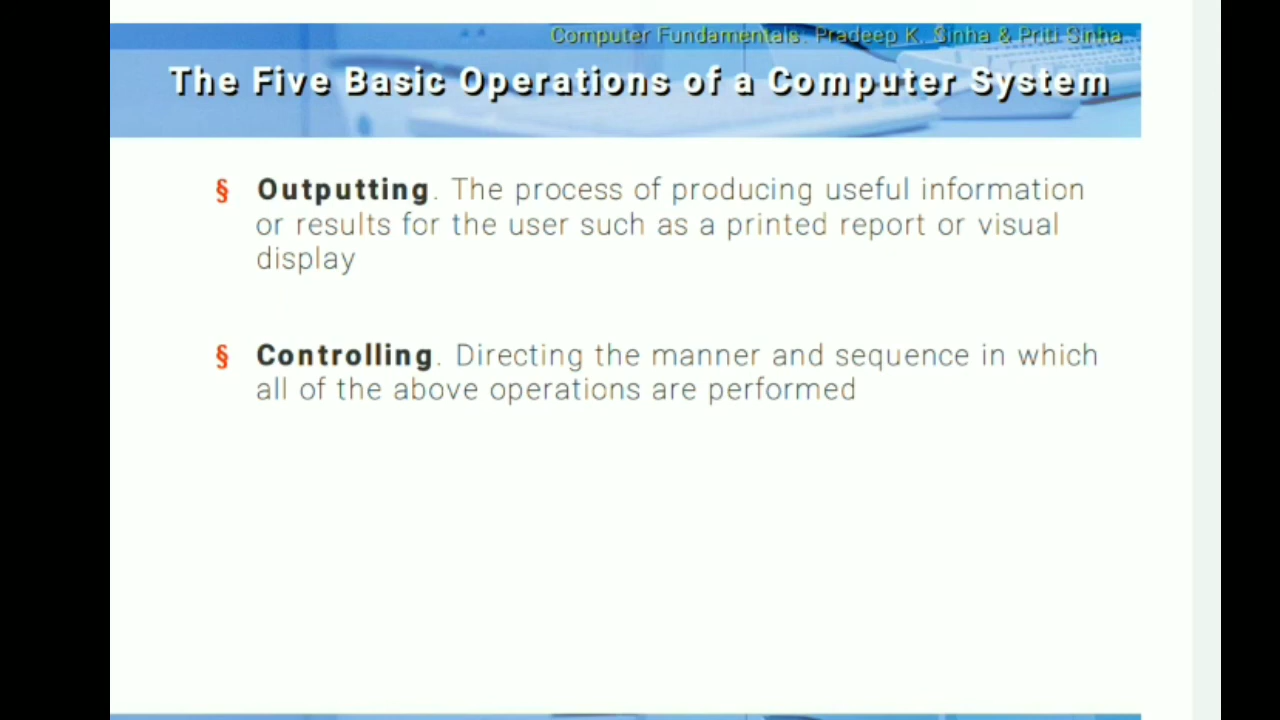 Computer Fundamentals: Pradeep K. Sinha & Priti Sinha
The Five Basic Operations of a Computer System
§ Outputting. The process of producing useful information
or results for the user such as a printed report or visual
display
§ Controlling. Directing the manner and sequence in which
all of the above operations are performed